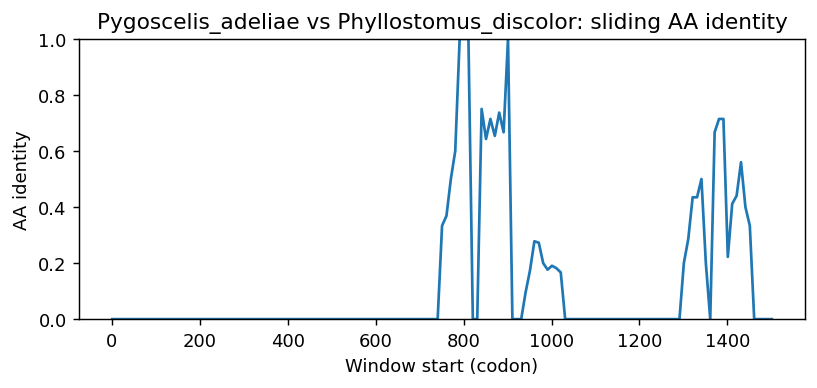 Pygoscelis_adeliae vs Phyllostomus_discolor: sliding AA identity
1.0
0.8
0.6
0.4
0.2
0.0
AA identity
0 200 400 600 800 1000 1200 1400
Window start (codon)